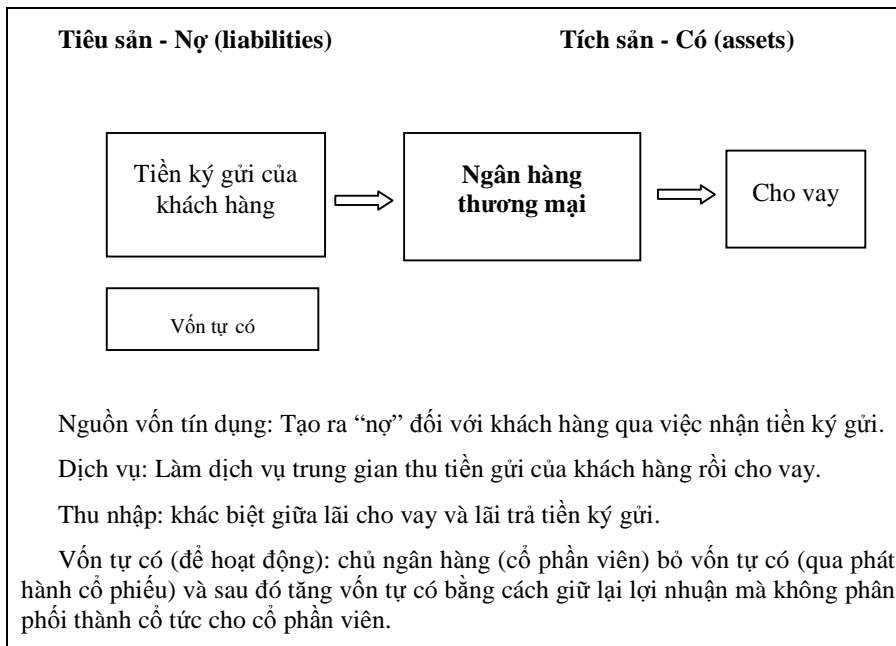 Tiêu sản - Nợ (liabilities)
Tích sản - Có (assets)
Tiền ký gửi của
khách hàng
Ngân hàng
thương mại
Cho vay
Vốn tự có
Nguồn vốn tín dụng: Tạo ra “nợ” đối với khách hàng qua việc nhận tiền ký gửi.
Dịch vụ: Làm dịch vụ trung gian thu tiền gửi của khách hàng rồi cho vay.
Thu nhập: khác biệt giữa lãi cho vay và lãi trả tiền ký gửi.
Vốn tự có (để hoạt động): chủ ngân hàng (cổ phần viên) bỏ vốn tự có (qua phát
hành cổ phiếu) và sau đó tăng vốn tự có bằng cách giữ lại lợi nhuận mà không phân
phối thành cổ tức cho cổ phần viên.